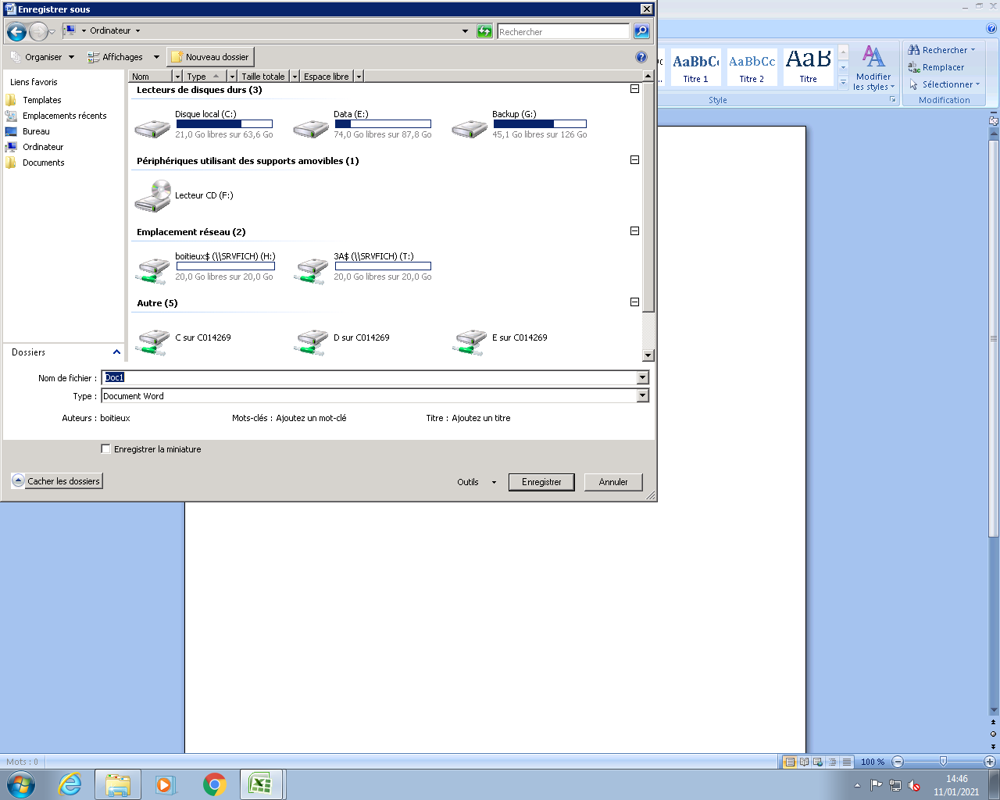 Enregistrer sous
Ordinateur
Rechercher
Organiser
Affichages
Nouveau dossier
Liens favoris
Templates
Emplacements récents
Bureau
Ordinateur
Documents
Dossiers
Nom
Type
Taille totale
Espace libre
Lecteurs de disques durs (3)
Disque local (C:)
21,0 Go libres sur 63,6 Go
Data (E:)
74,0 Go libres sur 87,8 Go
Backup (G:)
45,1 Go libres sur 126 Go
Périphériques utilisant des supports amovibles (1)
Lecteur CD (F:)
Emplacement réseau (2)
boitieux$ (\\SRVFICH) (H:)
20,0 Go libres sur 20,0 Go
3A$ (\\SRVFICH) (T:)
20,0 Go libres sur 20,0 Go
Autre (5)
C sur C014269
D sur C014269
E sur C014269
Nom de fichier :
Doc1
Type :
Document Word
Auteurs : boitieux
Mots-clés : Ajoutez un mot-clé
Titre : Ajoutez un titre
Enregistrer la miniature
Cacher les dossiers
Outils
Enregistrer
Annuler
AaBbC
Titre 1
AaBbCc
Titre 2
AaB
Titre
Modifier
les styles
Style
Rechercher
Remplacer
Sélectionner
Modification
Mots : 0
100 %
14:46
11/01/2021